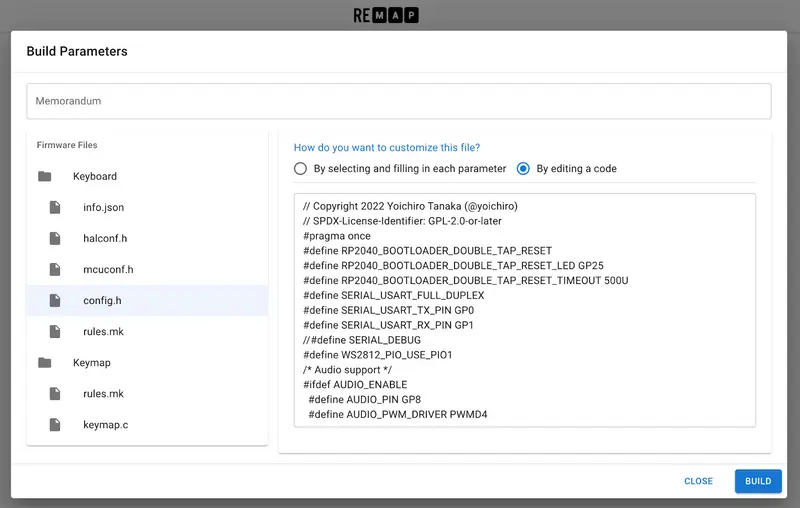 REMAP
Build Parameters
Memorandum
Firmware Files
Keyboard
info.json
halconf.h
mcuconf.h
config.h
rules.mk
Keymap
rules.mk
keymap.c
How do you want to customize this file?
By selecting and filling in each parameter
By editing a code
// Copyright 2022 Yoichiro Tanaka (@yoichiro)
// SPDX-License-Identifier: GPL-2.0-or-later
#pragma once
#define RP2040_BOOTLOADER_DOUBLE_TAP_RESET
#define RP2040_BOOTLOADER_DOUBLE_TAP_RESET_LED GP25
#define RP2040_BOOTLOADER_DOUBLE_TAP_RESET_TIMEOUT 500U
#define SERIAL_USART_FULL_DUPLEX
#define SERIAL_USART_TX_PIN GP0
#define SERIAL_USART_RX_PIN GP1
//#define SERIAL_DEBUG
#define WS2812_PIO_USE_PIO1
/* Audio support */
#ifdef AUDIO_ENABLE
  #define AUDIO_PIN GP8
  #define AUDIO_PWM_DRIVER PWMD4
CLOSE
BUILD